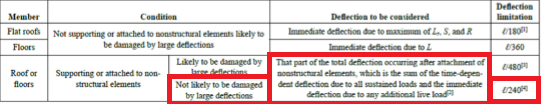 Member Condition Deflection to be considered Deflection limitation
Flat roofs Not supporting or attached to nonstructural elements likely to be damaged by large deflections Immediate deflection due to maximum of Lr, S, and R ℓ/180[1]
Floors Immediate deflection due to L ℓ/360
Roof or floors Supporting or attached to non-structural elements Likely to be damaged by large deflections That part of the total deflection occurring after attachment of nonstructural elements, which is the sum of the time-dependent deflection due to all sustained loads and the immediate deflection due to any additional live load[2] ℓ/480[3]
Not likely to be damaged by large deflections ℓ/240[4]